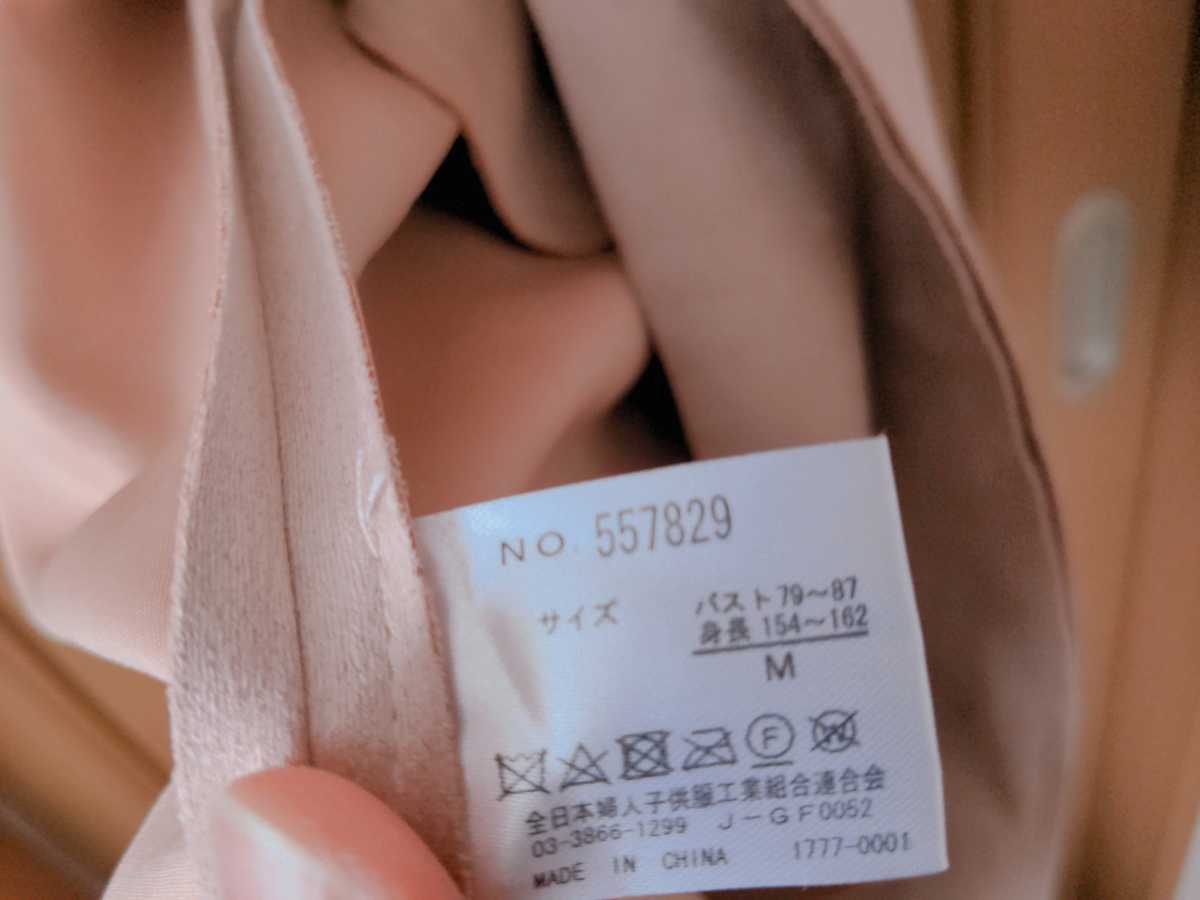 NO. 557829
サイズ
バスト79～87
身長 154～162
M
F
W
全日本婦人子供服工業組合連合会
03-3866-1299 J-GF0052
MADE IN CHINA 1777-0001